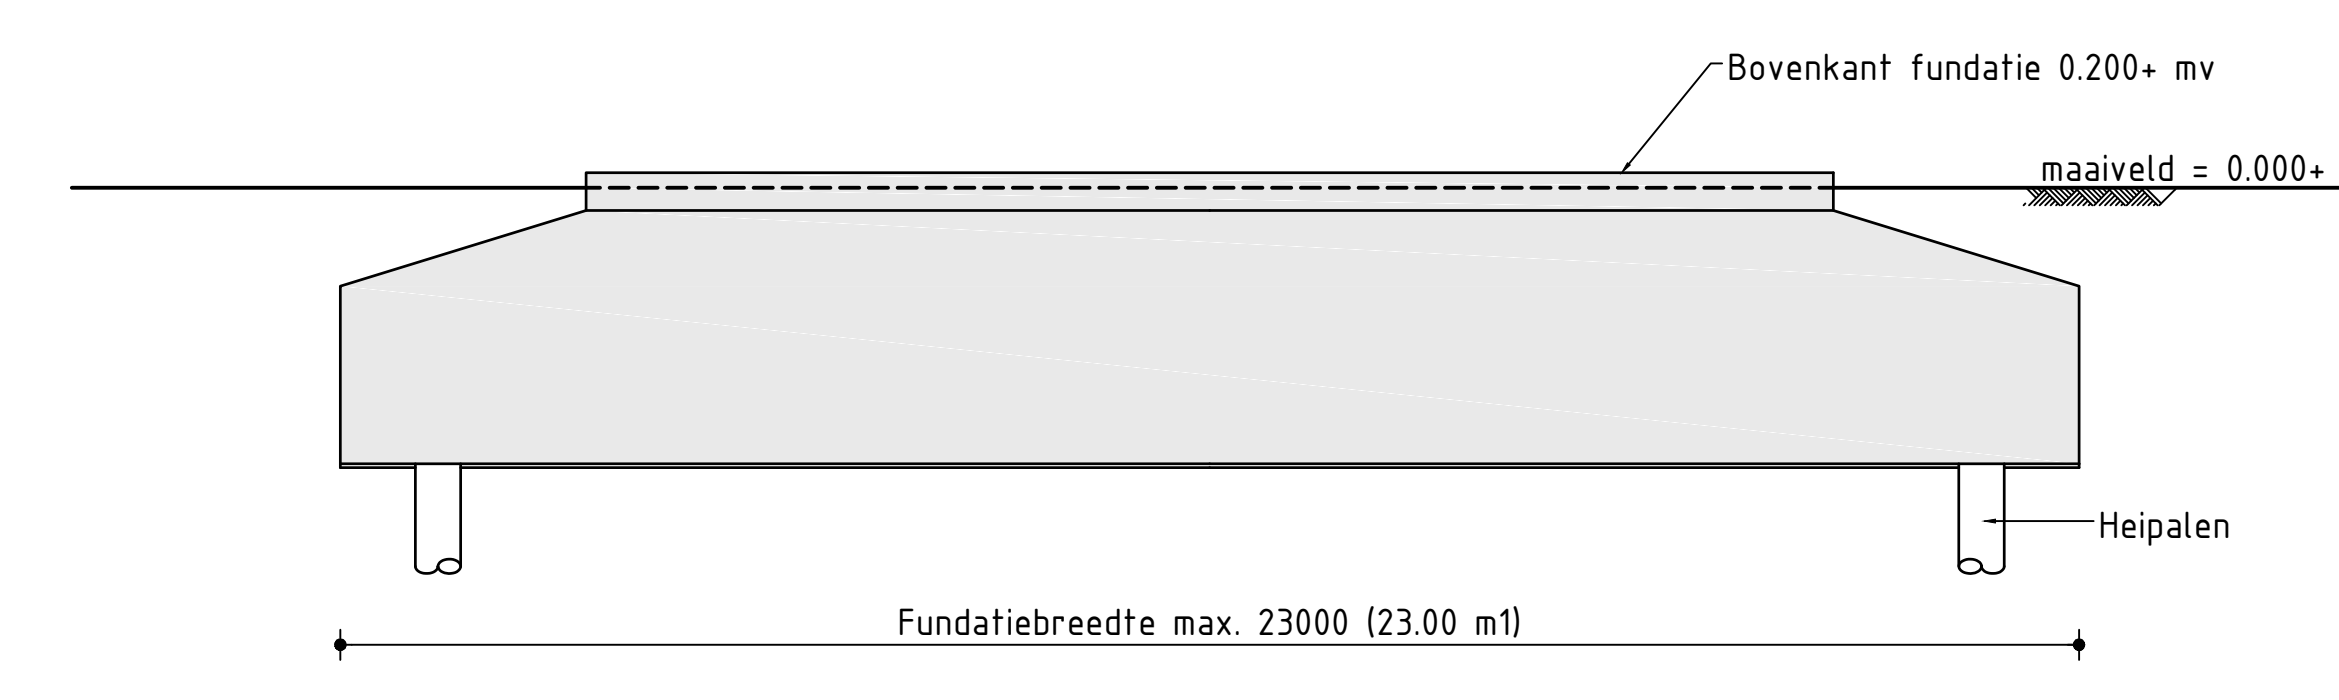 Bovenkant fundatie 0.200+ mv
maaiveld = 0.000+
Heipalen
Fundatiebreedte max. 23000 (23.00 m1)